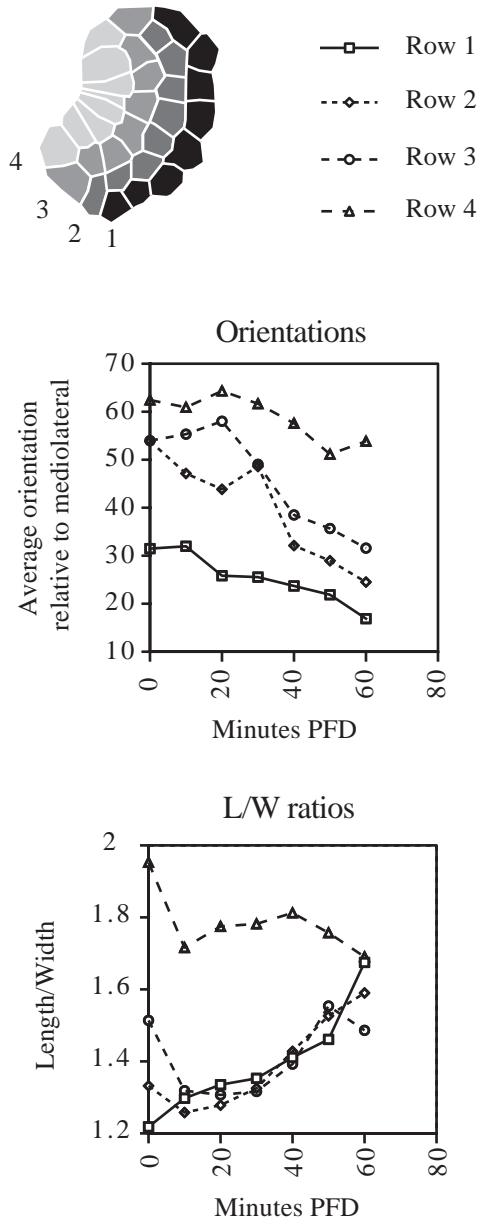 Row 1
Row 2
Row 3
Row 4
4
3
2
1
Orientations
70
60
50
40
30
20
10
Average orientation
relative to mediolateral
0
20
40
60
80
Minutes PFD
L/W ratios
2
1.8
1.6
1.4
1.2
Length/Width
0
20
40
60
80
Minutes PFD